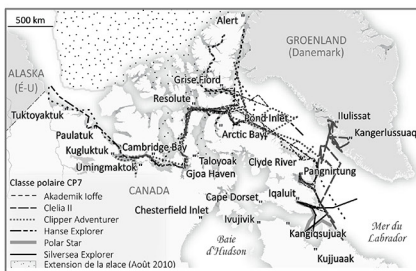 500 km
Alert
GROENLAND
(Danemark)
ALASKA
(É-U)
Grise Fiord
Resolute
Tuktoyaktuk
Pond Inlet
Ilulissat
Paulatuk
Arctic Bay
Kangerlussuaq
Kugluktuk
Cambridge Bay
Umingmaktok
Taloyoak
Clyde River
Gjoa Haven
Pangnirtung
Classe polaire CP7
Akademik Ioffe
Clelia II
Clipper Adventurer
Hanse Explorer
Polar Star
Silversea Explorer
Extension de la glace (Août 2010)
CANADA
Cape Dorset
Iqaluit
Chesterfield Inlet
Ivujivik
Kangiqsujuak
Mer du
Labrador
Baie
d'Hudson
Kujjuaak